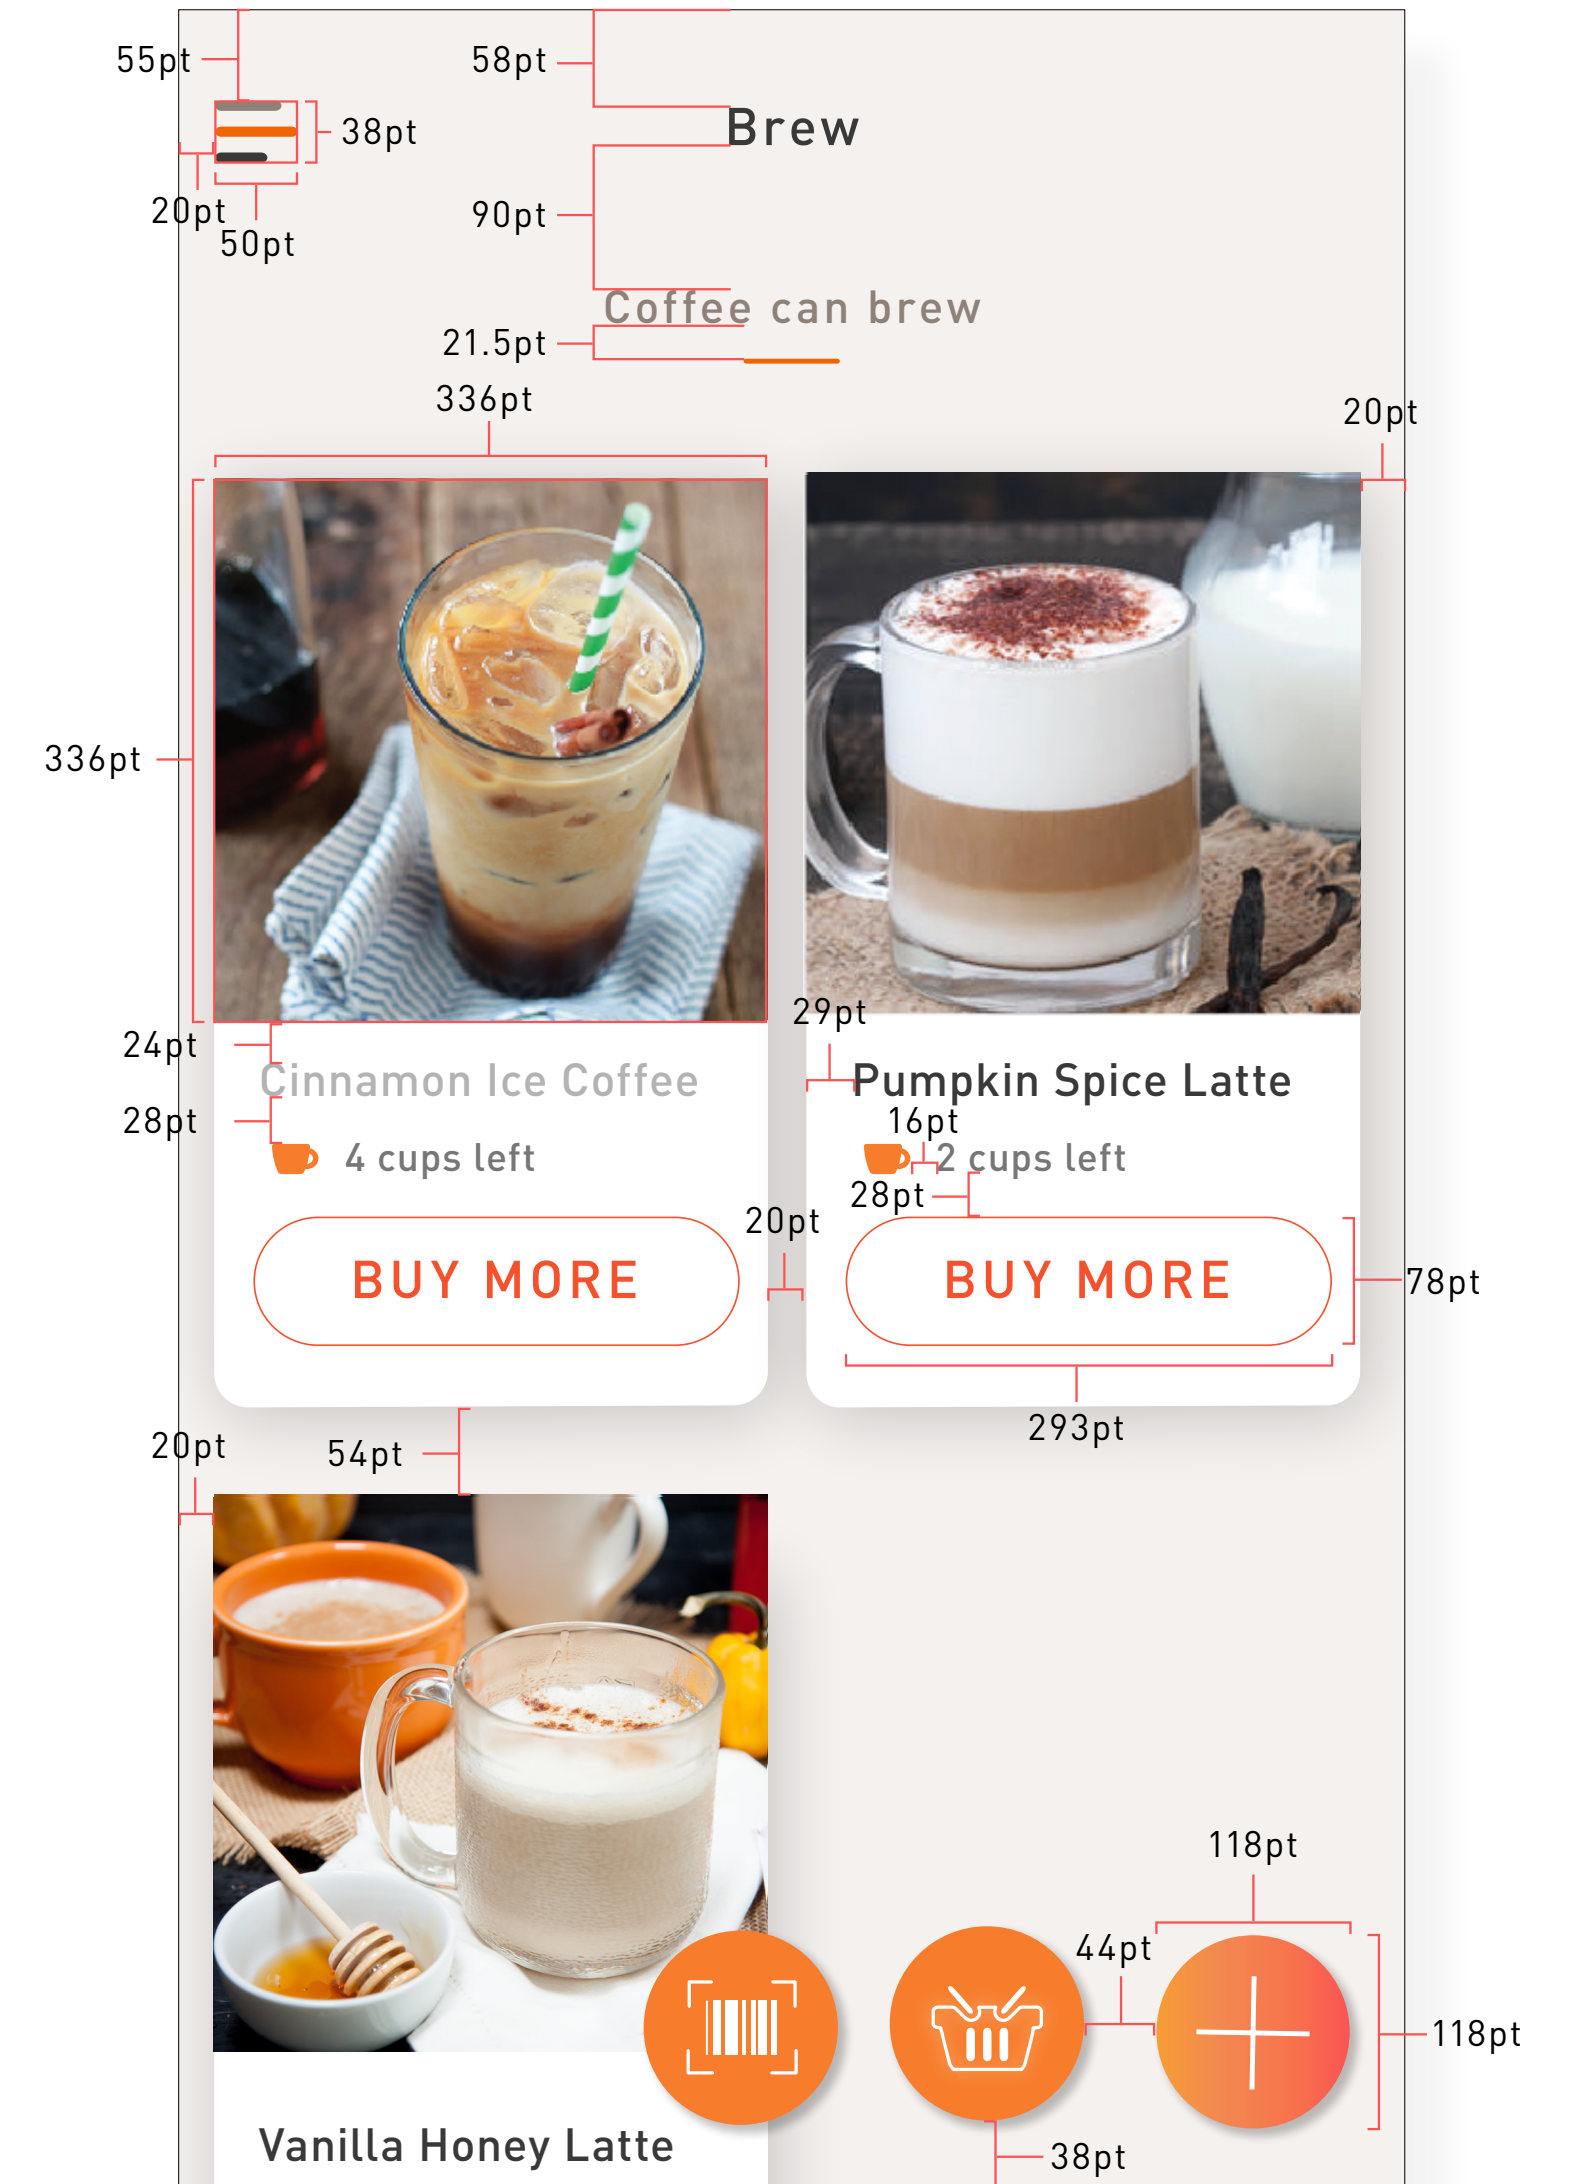 55pt
58pt
Brew
38pt
20pt
90pt
50pt
Coffee can brew
21.5pt
336pt
20pt
336pt
29pt
24pt
Cinnamon Ice Coffee
Pumpkin Spice Latte
28pt
16pt
4 cups left
2 cups left
28pt
20pt
BUY MORE
BUY MORE
78pt
293pt
20pt
54pt
118pt
44pt
118pt
Vanilla Honey Latte
38pt